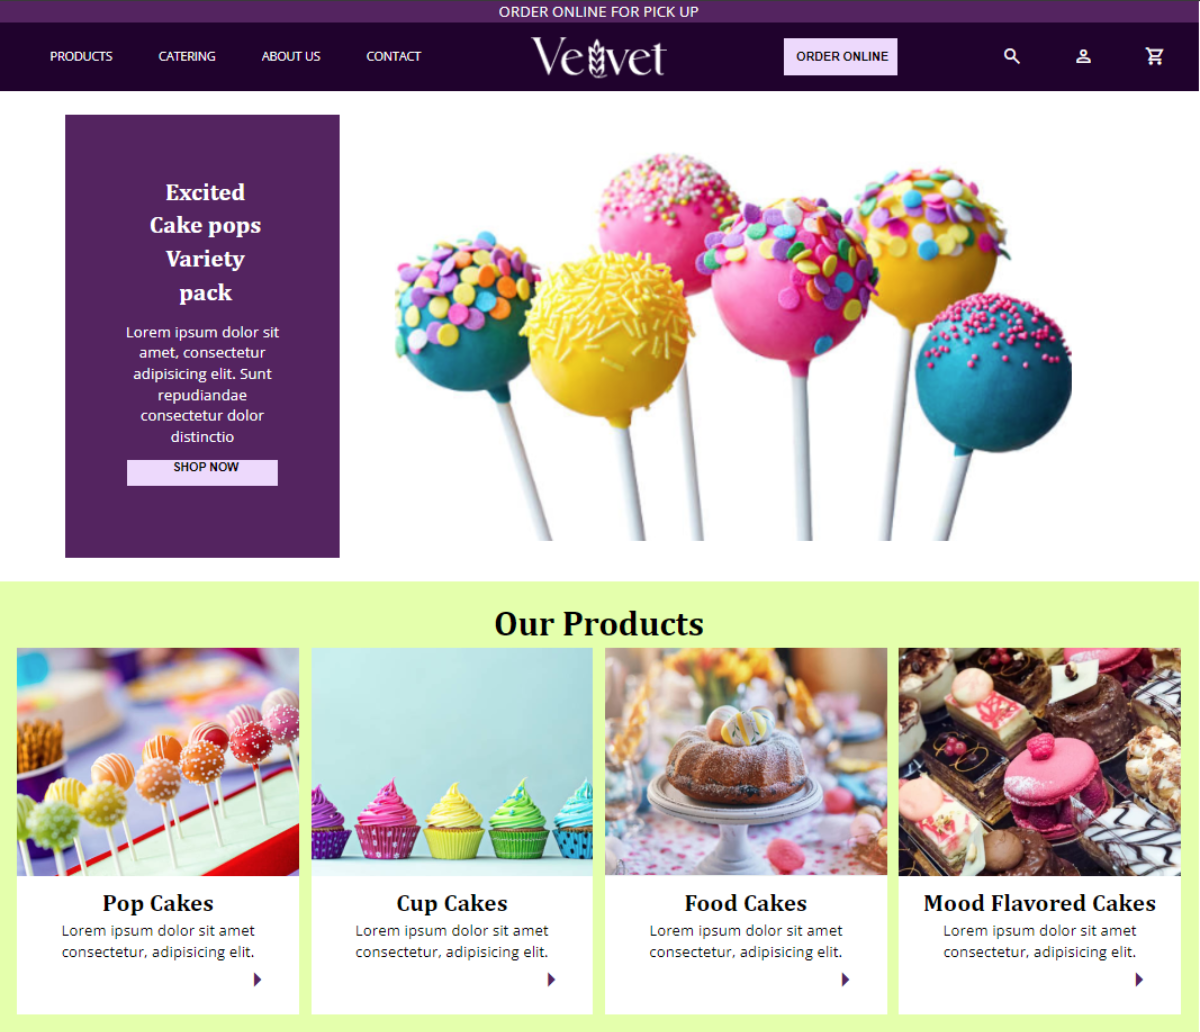 ORDER ONLINE FOR PICK UP
PRODUCTS CATERING ABOUT US CONTACT Velvet ORDER ONLINE
Excited
Cake pops
Variety
pack
Lorem ipsum dolor sit
amet, consectetur
adipisicing elit. Sunt
repudiandae
consectetur dolor
distinctio
SHOP NOW
Our Products
Pop Cakes
Lorem ipsum dolor sit amet
consectetur, adipisicing elit.
Cup Cakes
Lorem ipsum dolor sit amet
consectetur, adipisicing elit.
Food Cakes
Lorem ipsum dolor sit amet
consectetur, adipisicing elit.
Mood Flavored Cakes
Lorem ipsum dolor sit amet
consectetur, adipisicing elit.